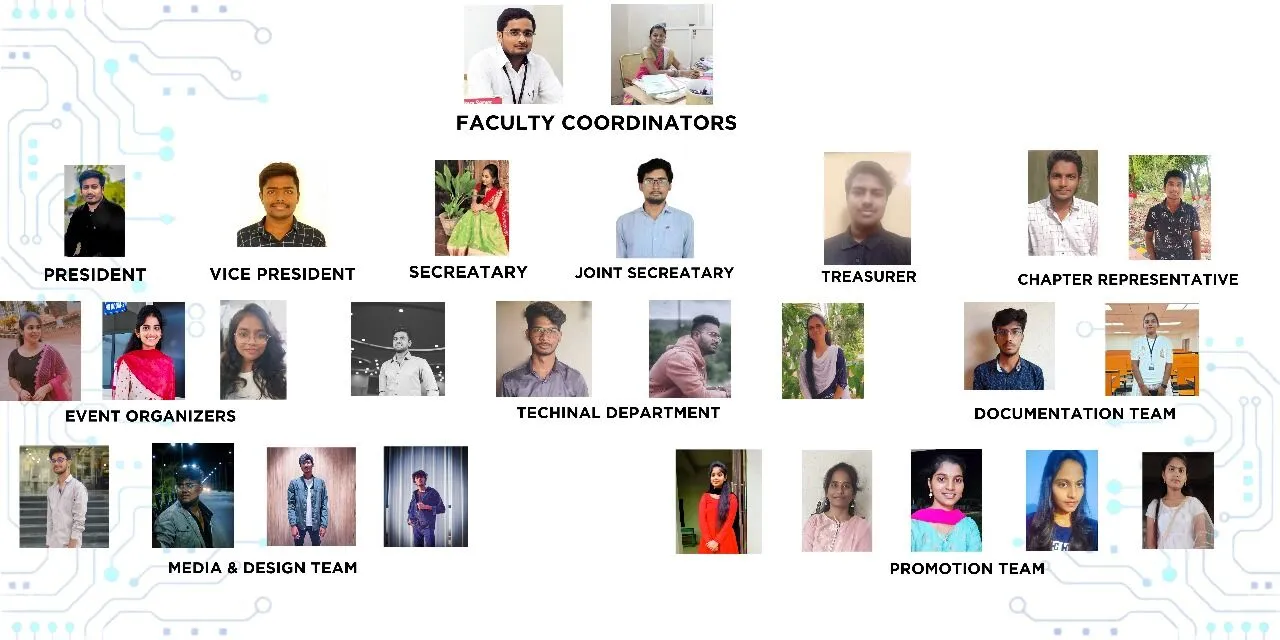 FACULTY COORDINATORS
PRESIDENT
VICE PRESIDENT
SECREATARY
JOINT SECREATARY
TREASURER
CHAPTER REPRESENTATIVE
EVENT ORGANIZERS
TECHINAL DEPARTMENT
DOCUMENTATION TEAM
MEDIA & DESIGN TEAM
PROMOTION TEAM